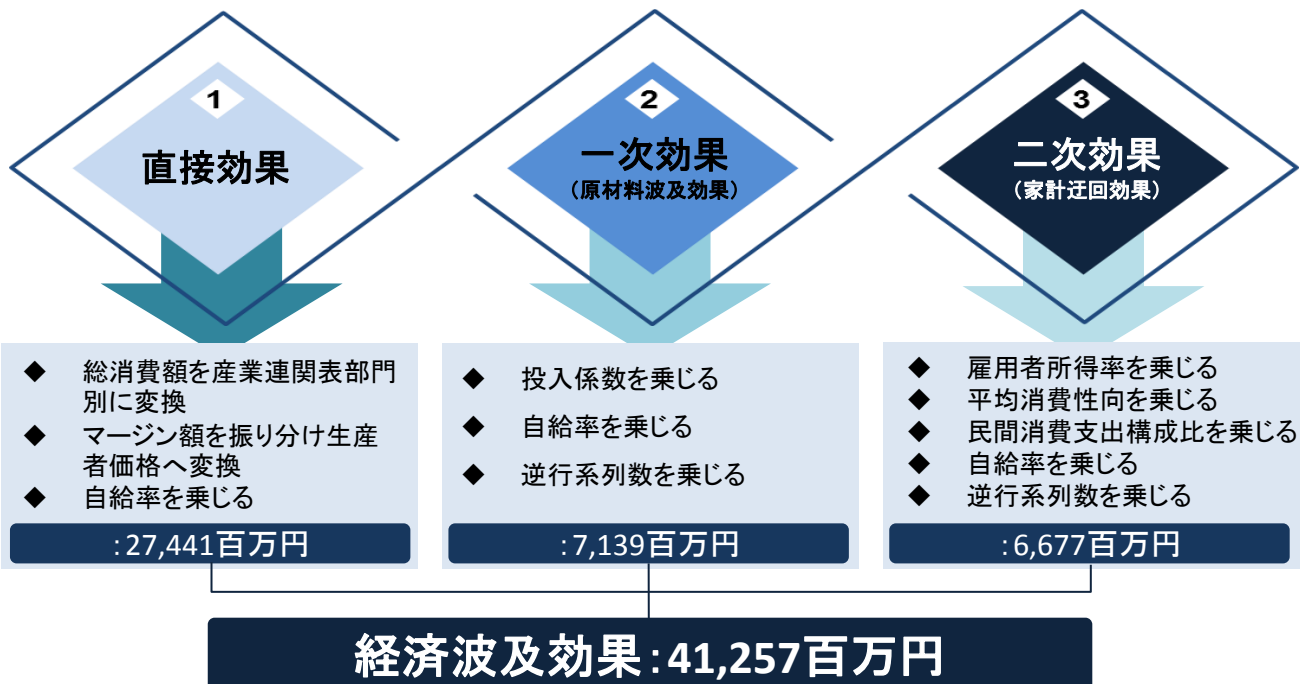 1
直接効果
◆ 総消費額を産業連関表部門
別に変換
◆ マージン額を振り分け生産
者価格へ変換
◆ 自給率を乗じる
:27,441百万円
2
一次効果
(原材料波及効果)
◆ 投入係数を乗じる
◆ 自給率を乗じる
◆ 逆行系列数を乗じる
:7,139百万円
3
二次効果
(家計迂回効果)
◆ 雇用者所得率を乗じる
◆ 平均消費性向を乗じる
◆ 民間消費支出構成比を乗じる
◆ 自給率を乗じる
◆ 逆行系列数を乗じる
:6,677百万円
経済波及効果:41,257百万円